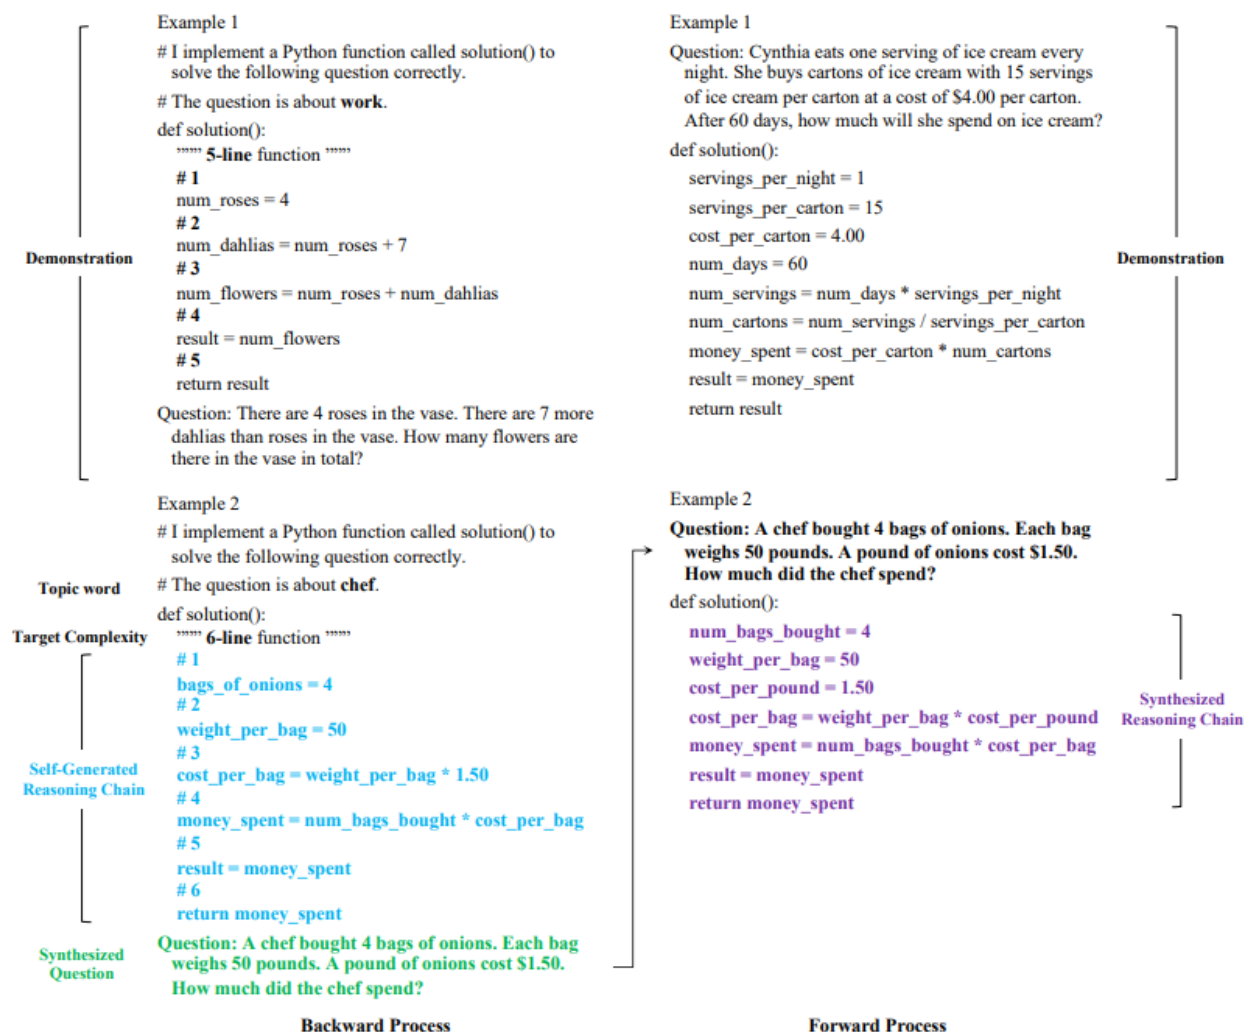 Example 1
# I implement a Python function called solution() to
solve the following question correctly.
# The question is about work.
def solution():
""" 5-line function """
# 1
num_roses = 4
# 2
num_dahlias = num_roses + 7
# 3
num_flowers = num_roses + num_dahlias
# 4
result = num_flowers
# 5
return result
Question: There are 4 roses in the vase. There are 7 more
dahlias than roses in the vase. How many flowers are
there in the vase in total?
Demonstration
Example 2
# I implement a Python function called solution() to
solve the following question correctly.
Topic word
# The question is about chef.
def solution():
Target Complexity
""" 6-line function """
# 1
bags_of_onions = 4
# 2
weight_per_bag = 50
# 3
cost_per_bag = weight_per_bag * 1.50
# 4
money_spent = num_bags_bought * cost_per_bag
# 5
result = money_spent
# 6
return money_spent
Self-Generated
Reasoning Chain
Synthesized
Question
Question: A chef bought 4 bags of onions. Each bag
weighs 50 pounds. A pound of onions cost $1.50.
How much did the chef spend?
Backward Process
Example 1
Question: Cynthia eats one serving of ice cream every
night. She buys cartons of ice cream with 15 servings
of ice cream per carton at a cost of $4.00 per carton.
After 60 days, how much will she spend on ice cream?
def solution():
servings_per_night = 1
servings_per_carton = 15
cost_per_carton = 4.00
num_days = 60
num_servings = num_days * servings_per_night
num_cartons = num_servings / servings_per_carton
money_spent = cost_per_carton * num_cartons
result = money_spent
return result
Demonstration
Example 2
Question: A chef bought 4 bags of onions. Each bag
weighs 50 pounds. A pound of onions cost $1.50.
How much did the chef spend?
def solution():
num_bags_bought = 4
weight_per_bag = 50
cost_per_pound = 1.50
cost_per_bag = weight_per_bag * cost_per_pound
money_spent = num_bags_bought * cost_per_bag
result = money_spent
return money_spent
Synthesized
Reasoning Chain
Forward Process